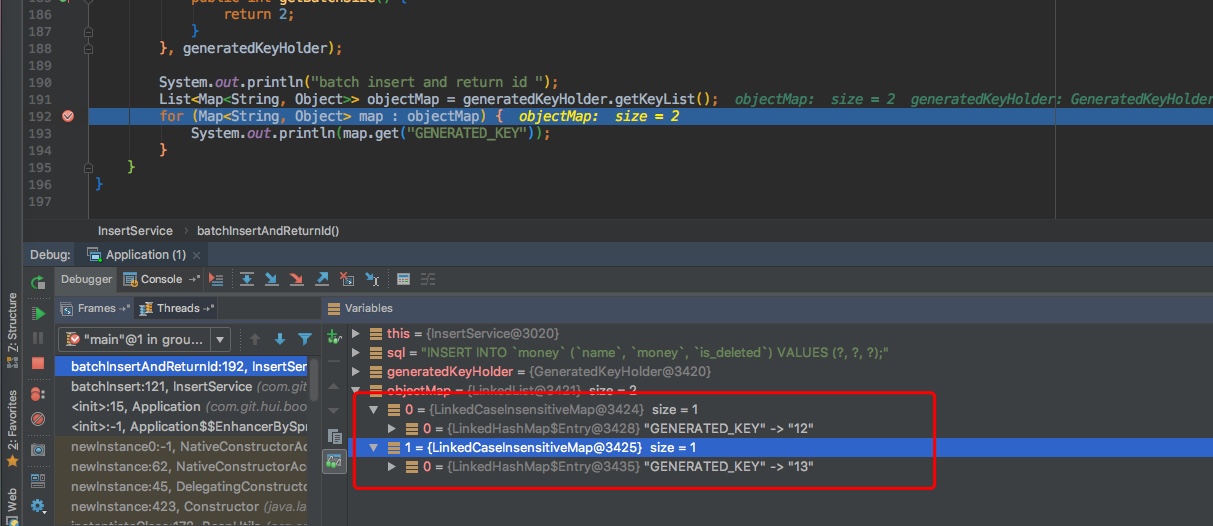 public int getBatchSize() {
186 return 2;
187 }
188 }, generatedKeyHolder);
189
190 System.out.println("batch insert and return id ");
191 List<Map<String, Object>> objectMap = generatedKeyHolder.getKeyList(); objectMap: size = 2 generatedKeyHolder: GeneratedKeyHolder
192 for (Map<String, Object> map : objectMap) { objectMap: size = 2
193 System.out.println(map.get("GENERATED_KEY"));
194 }
195 }
196 }
197
InsertService › batchInsertAndReturnId()
Debug: Application (1) ×
Debugger Console
Frames Threads Variables
"main"@1 in grou...
this = {InsertService@3020}
sql = "INSERT INTO `money` (`name`, `money`, `is_deleted`) VALUES (?, ?, ?);"
batchInsertAndReturnId:192, InsertSer
generatedKeyHolder = {GeneratedKeyHolder@3420}
batchInsert:121, InsertService (com.git
objectMap = {LinkedList@3421} size = 2
<init>:15, Application (com.git.hui.boo
0 = {LinkedCaseInsensitiveMap@3424} size = 1
<init>:-1, Application$$EnhancerBySpr
0 = {LinkedHashMap$Entry@3428} "GENERATED_KEY" -> "12"
newInstance0:-1, NativeConstructorAc
1 = {LinkedCaseInsensitiveMap@3425} size = 1
newInstance:62, NativeConstructorAcc
0 = {LinkedHashMap$Entry@3435} "GENERATED_KEY" -> "13"
newInstance:45, DelegatingConstructo
newInstance:423, Constructor (java.la
Z: Structure
2: Favorites
Web